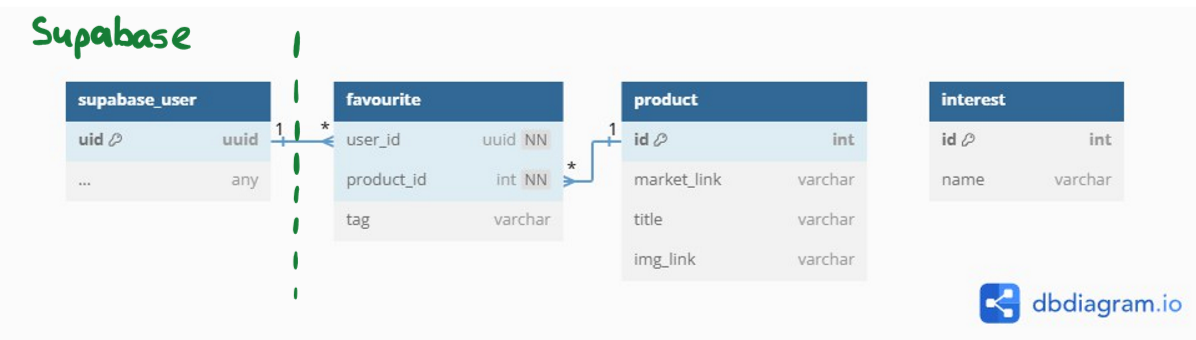 Supabase
supabase_user
uid uuid
... any
1 *
favourite
user_id uuid NN
product_id int NN
tag varchar
* 1
product
id int
market_link varchar
title varchar
img_link varchar
interest
id int
name varchar
dbdiagram.io